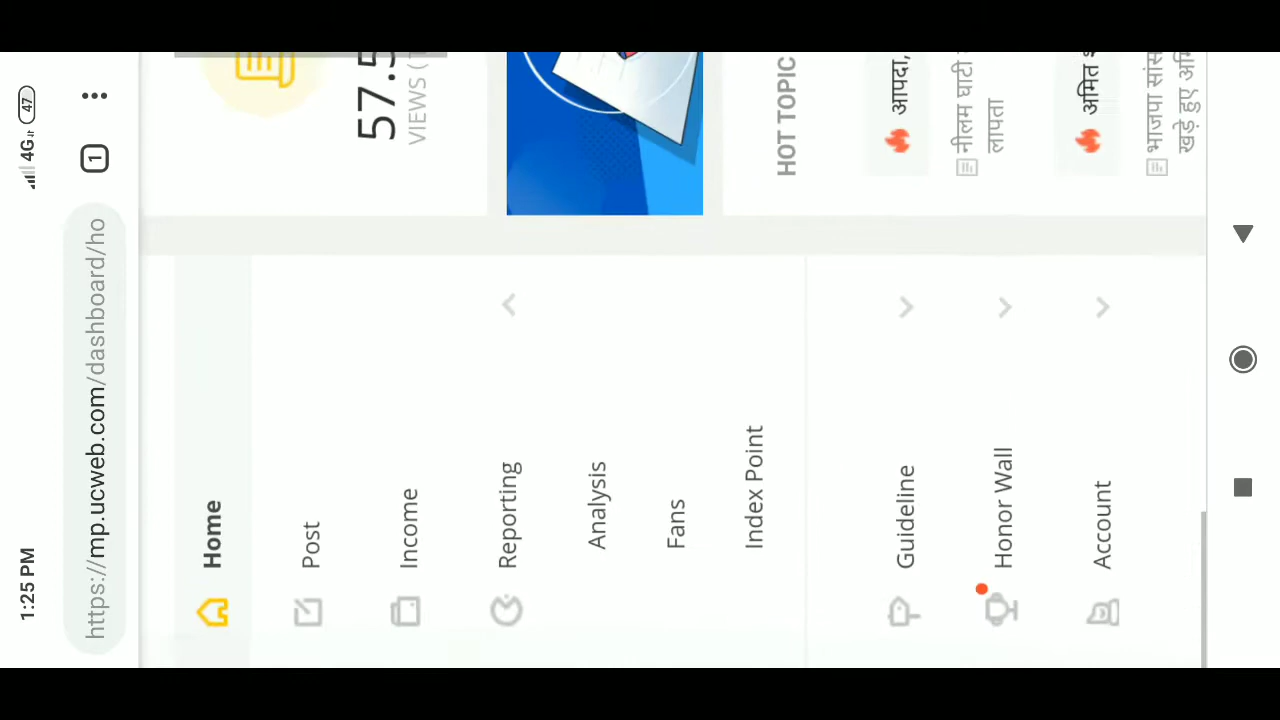 1:25 PM
4G
47
https://mp.ucweb.com/dashboard/ho
1
Home
Post
Income
Reporting
Analysis
Fans
Index Point
Guideline
Honor Wall
Account
57.5
VIEWS (
HOT TOPIC
आपदा,
नीलम घाटी
लापता
अमित
भाजपा सांस
खड़े हुए अमि